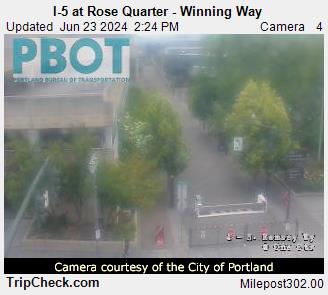 I-5 at Rose Quarter - Winning Way
Updated Jun 23 2024 2:24 PM Camera 4
PBOT
PORTLAND BUREAU OF TRANSPORTATION
Camera courtesy of the City of Portland
TripCheck.com Milepost302.00